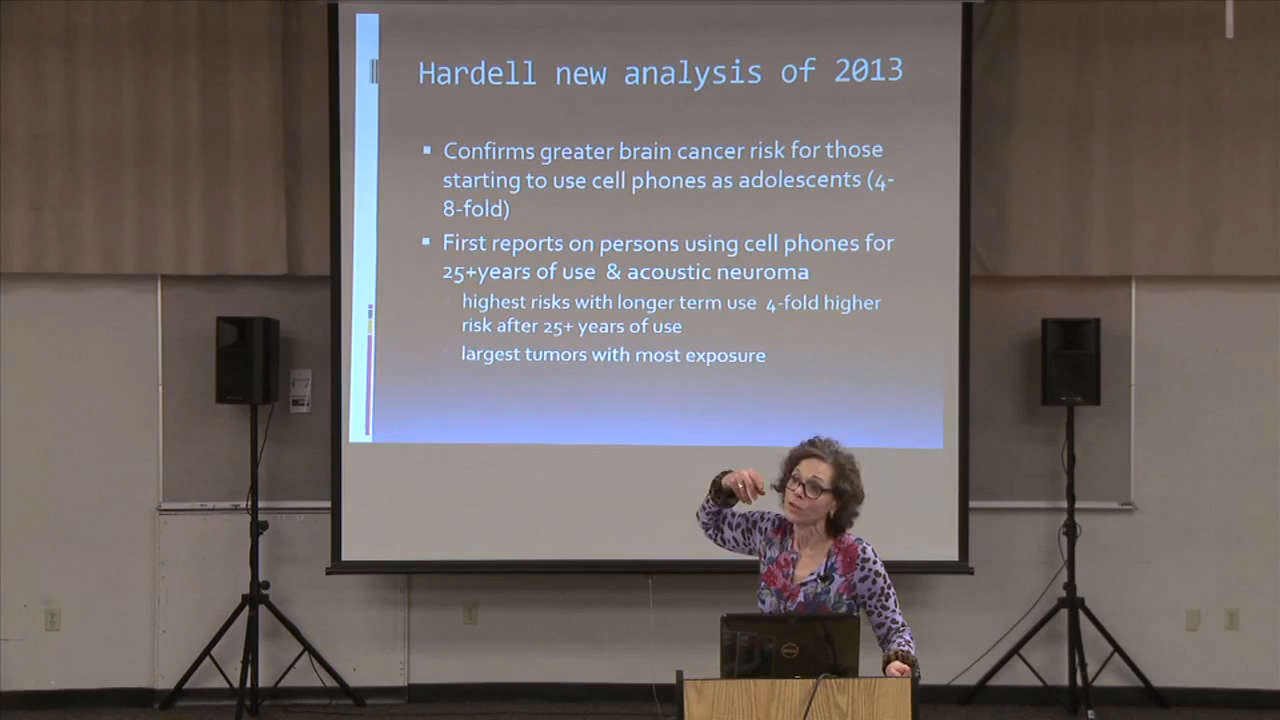 Hardell new analysis of 2013
Confirms greater brain cancer risk for those
starting to use cell phones as adolescents (4-
8-fold)
First reports on persons using cell phones for
25+years of use & acoustic neuroma
highest risks with longer term use 4-fold higher
risk after 25+ years of use
largest tumors with most exposure
DELL